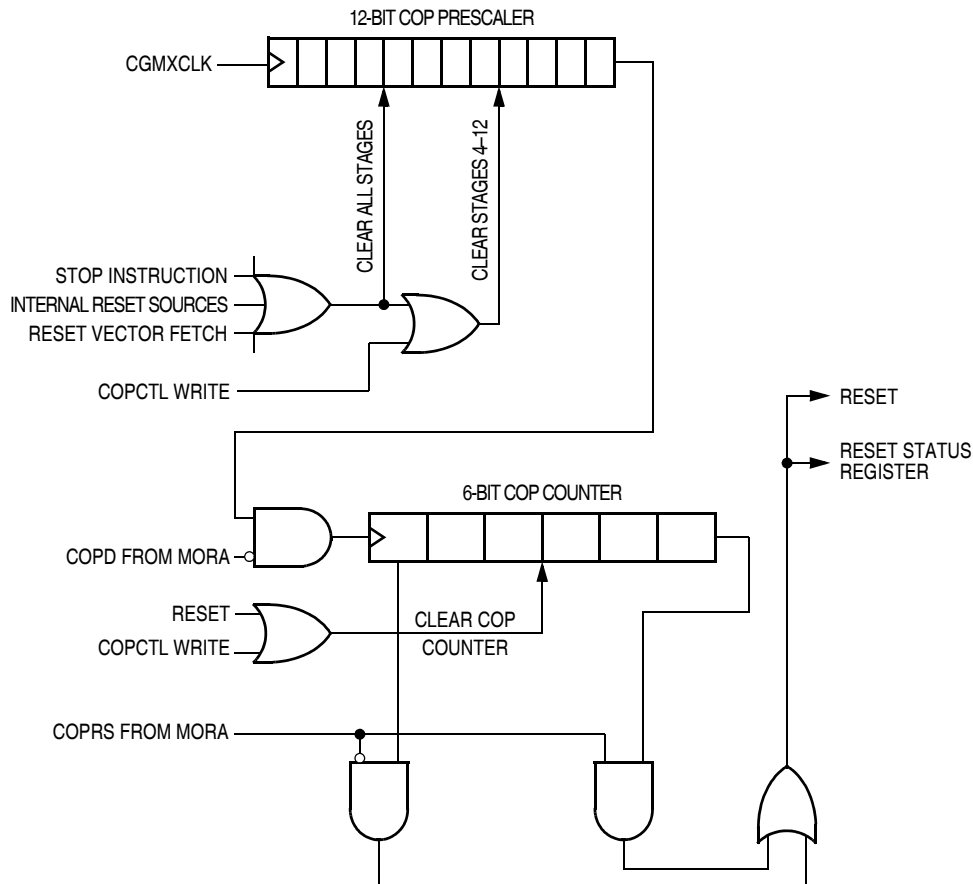 12-BIT COP PRESCALER
CGMXCLK
CLEAR ALL STAGES
CLEAR STAGES 4–12
STOP INSTRUCTION
INTERNAL RESET SOURCES
RESET VECTOR FETCH
COPCTL WRITE
RESET
RESET STATUS
REGISTER
6-BIT COP COUNTER
COPD FROM MORA
RESET
CLEAR COP
COUNTER
COPCTL WRITE
COPRS FROM MORA